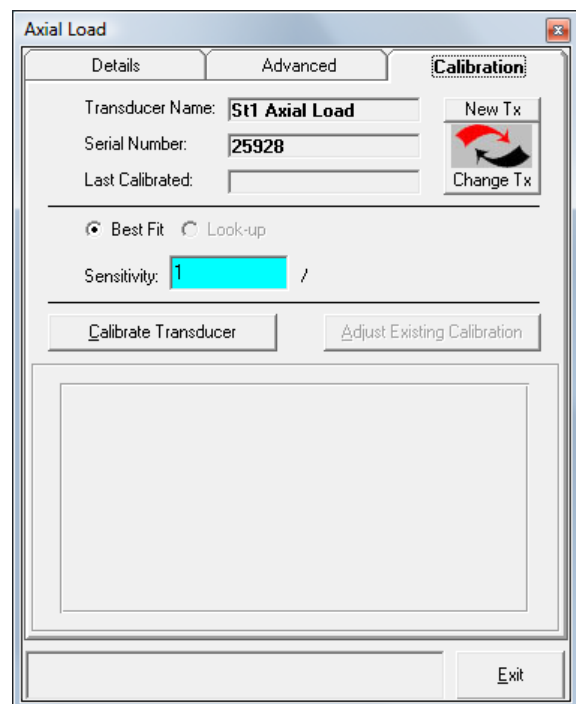 Axial Load
Details Advanced Calibration
Transducer Name: St1 Axial Load New Tx
Serial Number: 25928
Last Calibrated: Change Tx
Best Fit Look-up
Sensitivity: 1 /
Calibrate Transducer Adjust Existing Calibration
Exit